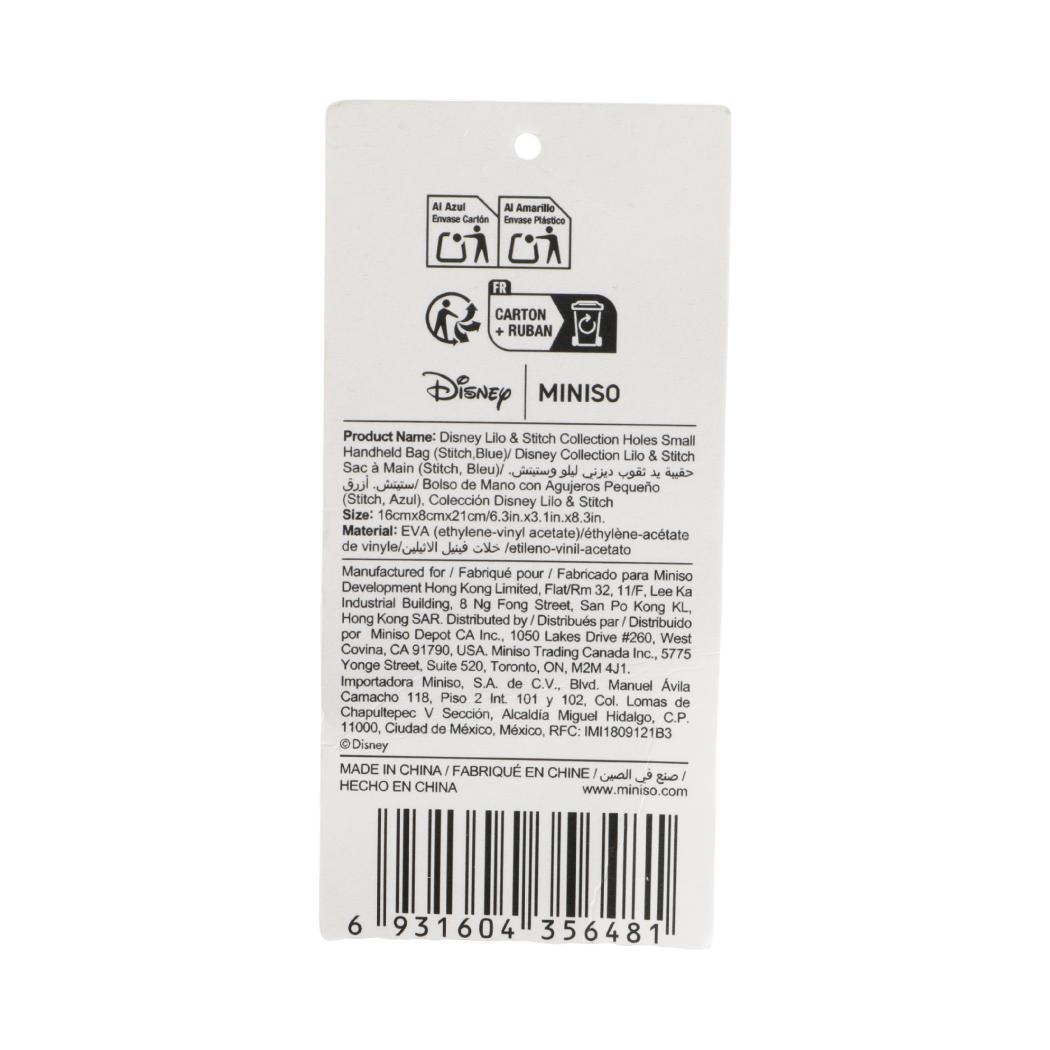 Al Azul
Envase Cartón
Al Amarillo
Envase Plástico
FR
CARTON
+ RUBAN
Disney
MINISO
Product Name: Disney Lilo & Stitch Collection Holes Small
Handheld Bag (Stitch,Blue)/ Disney Collection Lilo & Stitch
Sac à Main (Stitch, Bleu)/ حقيبة يد ثقوب ديزني ليلو وستيتش.
ستيتش. أزرق/ Bolso de Mano con Agujeros Pequeño
(Stitch, Azul), Colección Disney Lilo & Stitch
Size: 16cmx8cmx21cm/6.3in.x3.1in.x8.3in.
Material: EVA (ethylene-vinyl acetate)/éthylène-acétate
de vinyle/خلات فينيل الاثيلين /etileno-vinil-acetato
Manufactured for / Fabriqué pour / Fabricado para Miniso
Development Hong Kong Limited, Flat/Rm 32, 11/F, Lee Ka
Industrial Building, 8 Ng Fong Street, San Po Kong KL,
Hong Kong SAR. Distributed by / Distribués par / Distribuido
por Miniso Depot CA Inc., 1050 Lakes Drive #260, West
Covina, CA 91790, USA. Miniso Trading Canada Inc., 5775
Yonge Street, Suite 520, Toronto, ON, M2M 4J1.
Importadora Miniso, S.A. de C.V., Blvd. Manuel Ávila
Camacho 118, Piso 2 Int. 101 y 102, Col. Lomas de
Chapultepec V Sección, Alcaldía Miguel Hidalgo, C.P.
11000, Ciudad de México, México, RFC: IMI1809121B3
©Disney
MADE IN CHINA / FABRIQUÉ EN CHINE / صنع في الصين /
HECHO EN CHINA
www.miniso.com
6 931604 356481